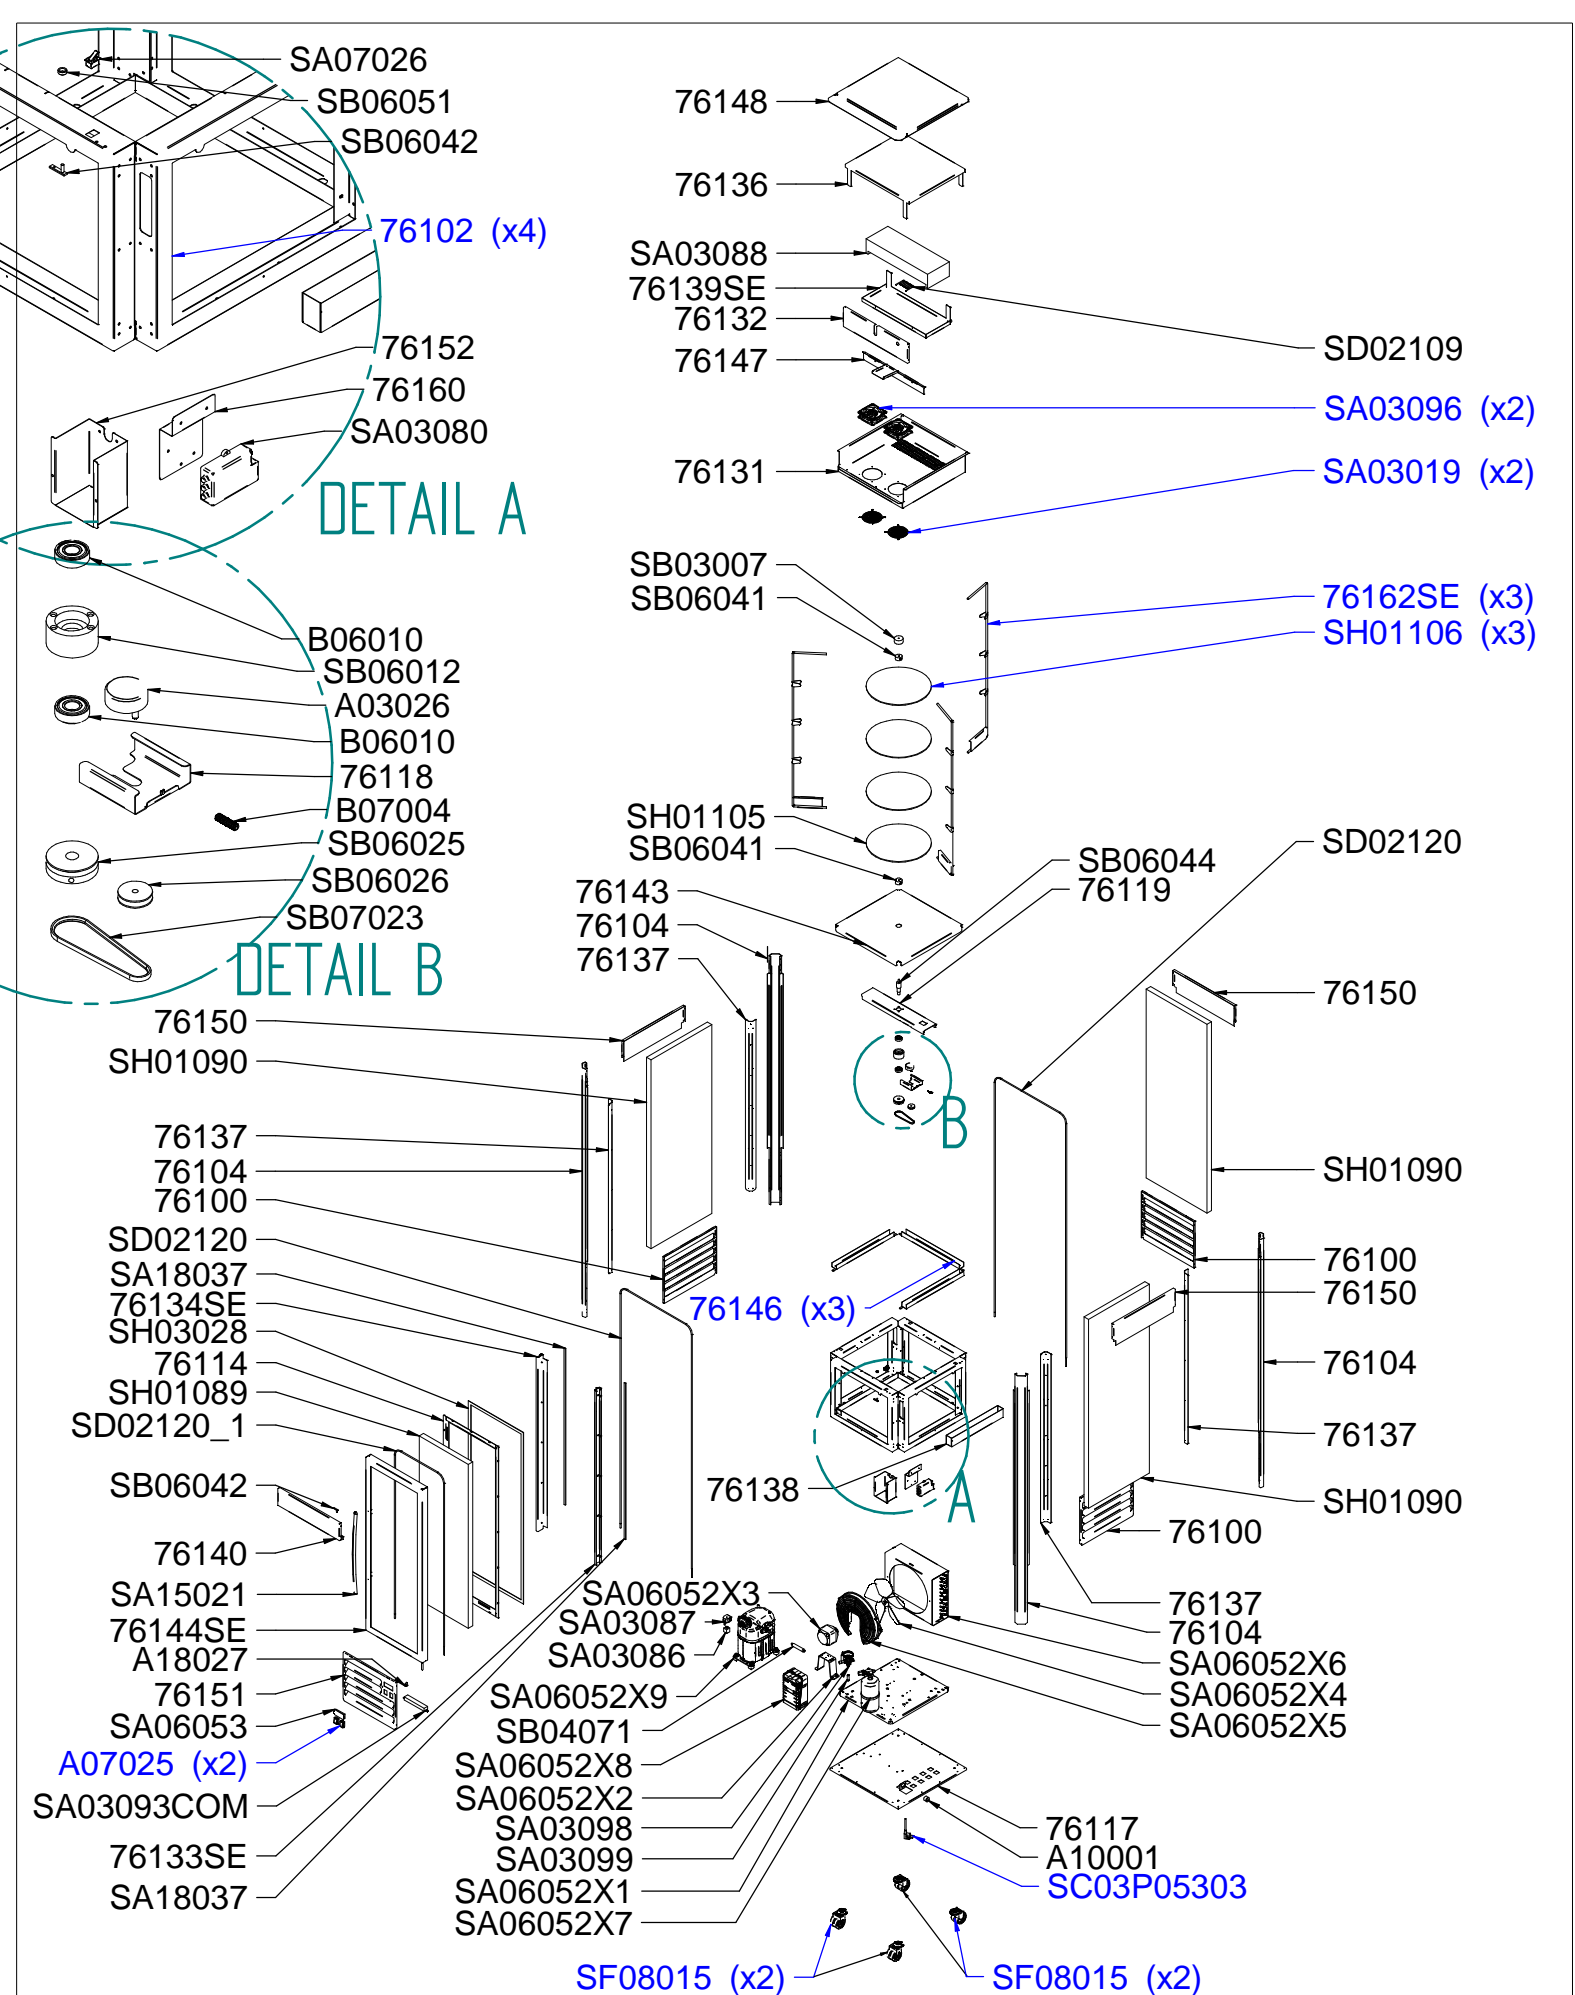 SA07026
SB06051
SB06042
76102 (x4)
76152
76160
SA03080
DETAIL A
B06010
SB06012
A03026
B06010
76118
B07004
SB06025
SB06026
SB07023
DETAIL B
76148
76136
SA03088
76139SE
76132
76147
76131
SD02109
SA03096 (x2)
SA03019 (x2)
SB03007
SB06041
76162SE (x3)
SH01106 (x3)
SH01105
SB06041
76143
76104
76137
SB06044
76119
SD02120
B
76150
SH01090
76137
76104
76100
SD02120
SA18037
76134SE
SH03028
76114
SH01089
SD02120_1
SB06042
76140
SA15021
76144SE
A18027
76151
SA06053
A07025 (x2)
SA03093COM
76133SE
SA18037
76146 (x3)
76138
A
76150
SH01090
76100
76150
76104
76137
SH01090
76100
76137
76104
SA06052X6
SA06052X4
SA06052X5
SA06052X3
SA03087
SA03086
SA06052X9
SB04071
SA06052X8
SA06052X2
SA03098
SA03099
SA06052X1
SA06052X7
76117
A10001
SC03P05303
SF08015 (x2)
SF08015 (x2)